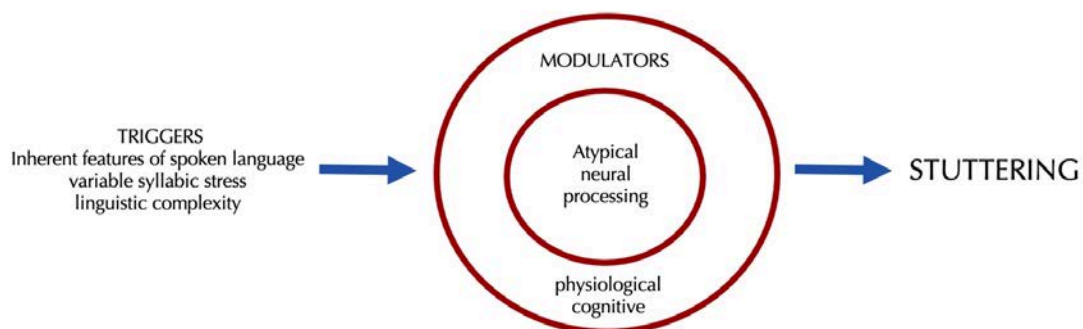 TRIGGERS
Inherent features of spoken language
variable syllabic stress
linguistic complexity
MODULATORS
Atypical
neural
processing
physiological
cognitive
STUTTERING